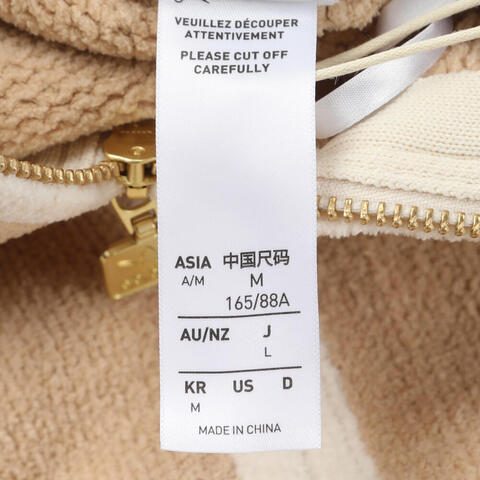 VEUILLEZ DÉCOUPER
ATTENTIVEMENT
PLEASE CUT OFF
CAREFULLY
ASIA 中国尺码
A/M M
165/88A
AU/NZ J
L
KR US D
M
MADE IN CHINA